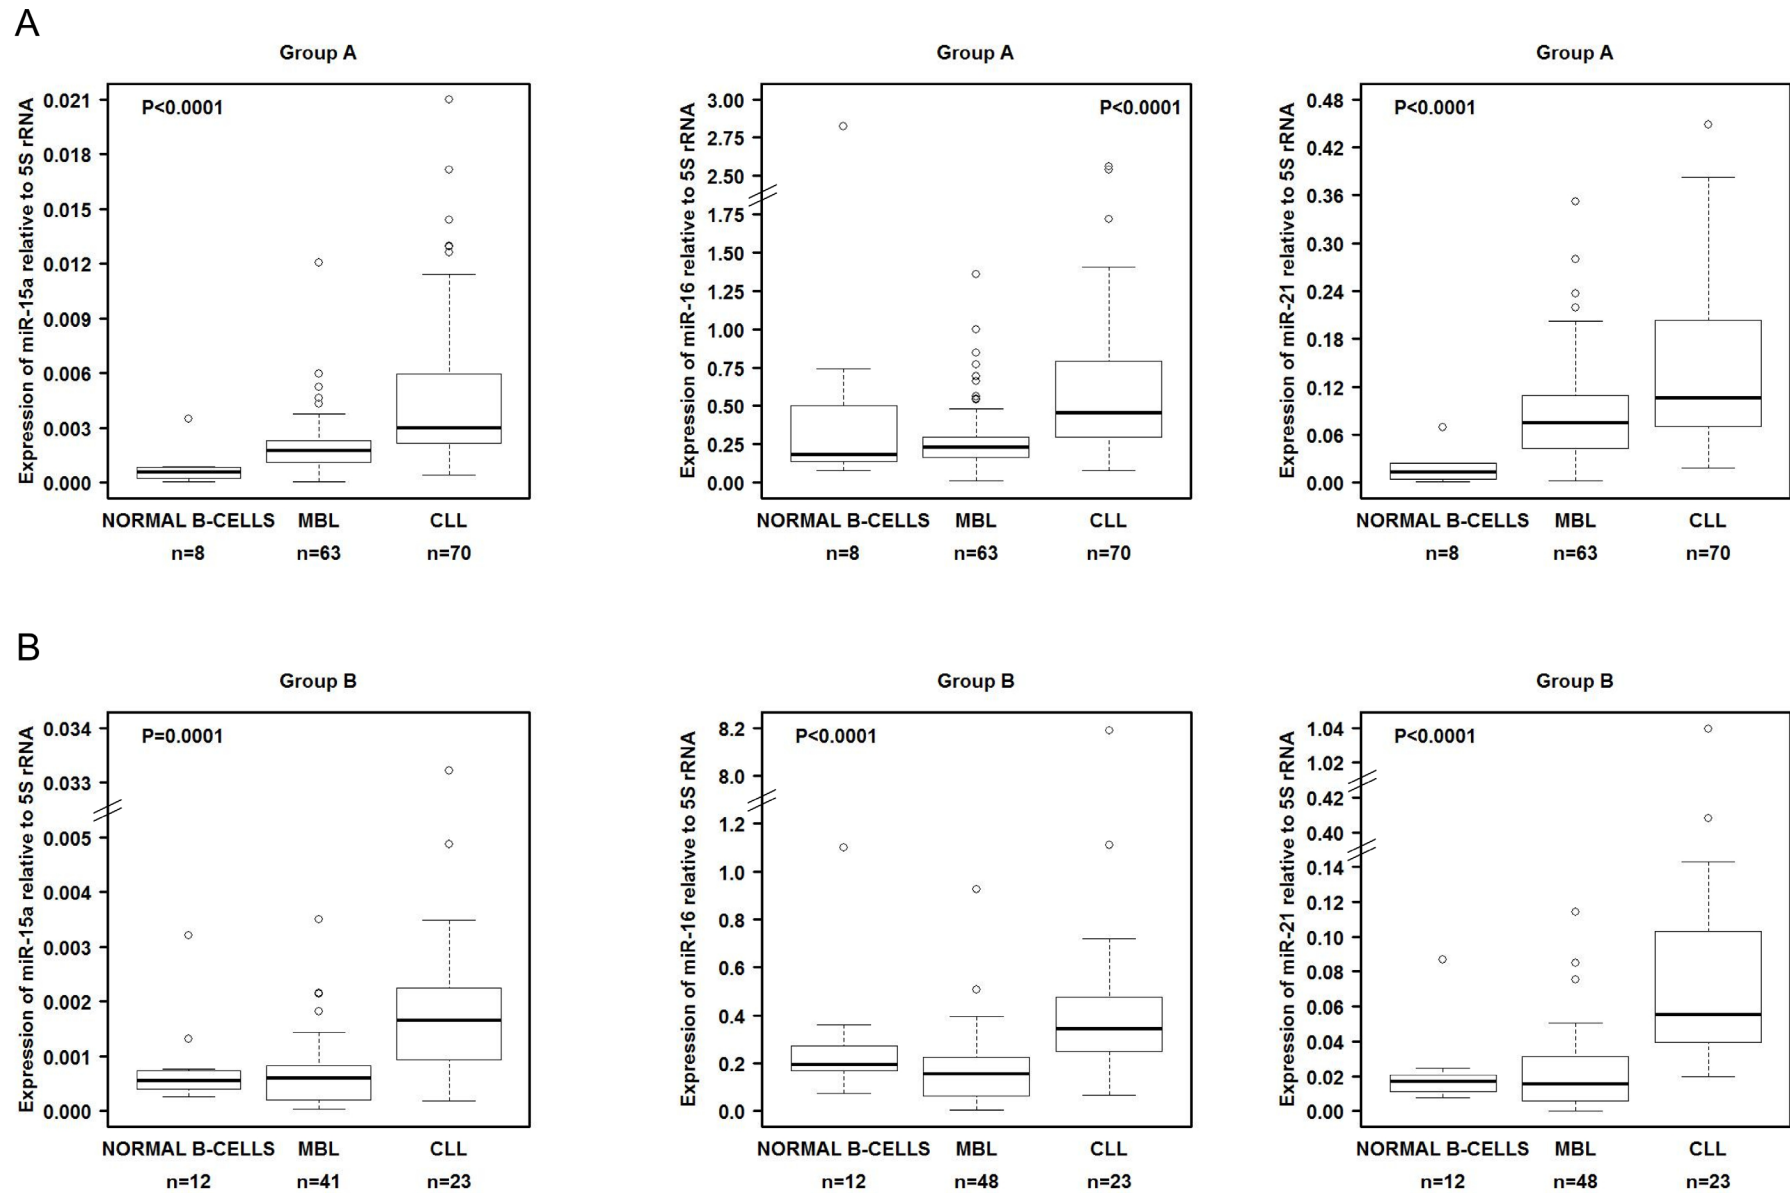 A
Group A
Expression of miR-15a relative to 5S rRNA
P<0.0001
0.021
0.018
0.015
0.012
0.009
0.006
0.003
0.000
NORMAL B-CELLS MBL CLL
n=8 n=63 n=70
Group A
Expression of miR-16 relative to 5S rRNA
P<0.0001
3.00
2.75
2.50
1.75
1.50
1.25
1.00
0.75
0.50
0.25
0.00
NORMAL B-CELLS MBL CLL
n=8 n=63 n=70
Group A
Expression of miR-21 relative to 5S rRNA
P<0.0001
0.48
0.42
0.36
0.30
0.24
0.18
0.12
0.06
0.00
NORMAL B-CELLS MBL CLL
n=8 n=63 n=70
B
Group B
Expression of miR-15a relative to 5S rRNA
P=0.0001
0.034
0.033
0.005
0.004
0.003
0.002
0.001
0.000
NORMAL B-CELLS MBL CLL
n=12 n=41 n=23
Group B
Expression of miR-16 relative to 5S rRNA
P<0.0001
8.2
8.0
1.2
1.0
0.8
0.6
0.4
0.2
0.0
NORMAL B-CELLS MBL CLL
n=12 n=48 n=23
Group B
Expression of miR-21 relative to 5S rRNA
P<0.0001
1.04
1.02
0.42
0.40
0.14
0.12
0.10
0.08
0.06
0.04
0.02
0.00
NORMAL B-CELLS MBL CLL
n=12 n=48 n=23